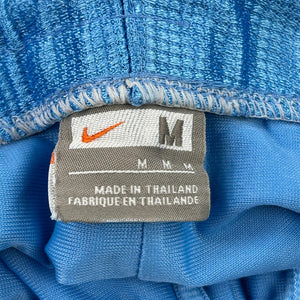 M
M M M
MADE IN THAILAND
FABRIQUE EN THAILANDE